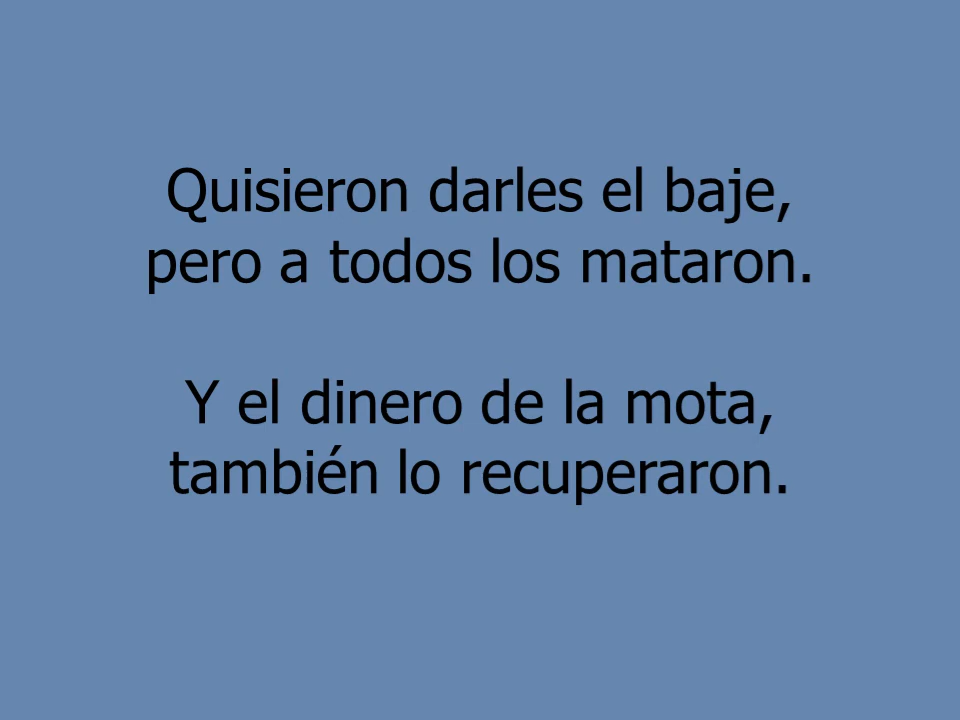 Quisieron darles el baje,
pero a todos los mataron.
Y el dinero de la mota,
también lo recuperaron.